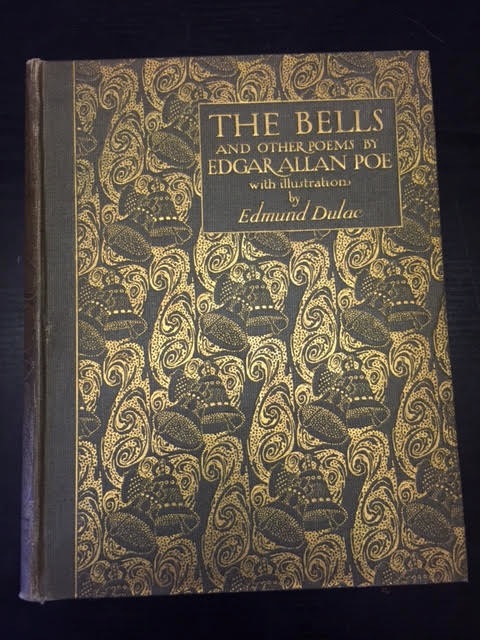 THE BELLS
AND OTHER POEMS BY
EDGAR ALLAN POE
with illustrations
by
Edmund Dulac